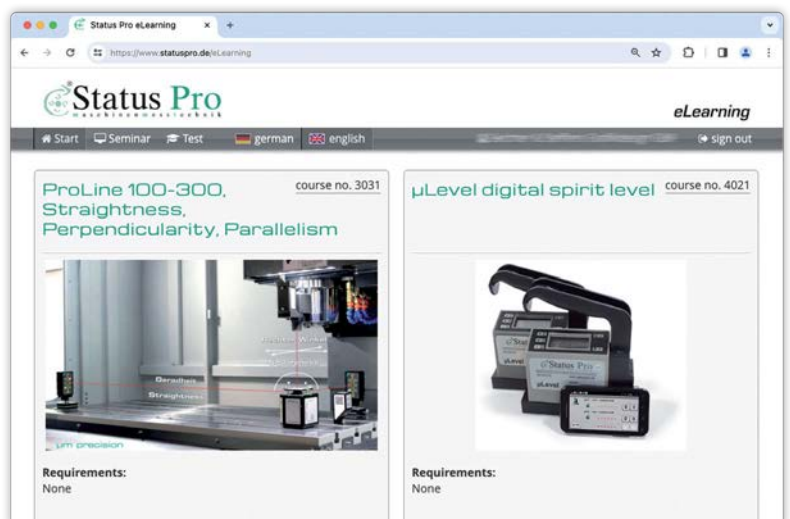 Status Pro eLearning
https://www.statuspro.de/eLearning
Status Pro
maschinenmesstechnik
eLearning
Start Seminar Test german english sign out
ProLine 100-300,
Straightness,
Perpendicularity, Parallelism
course no. 3031
Geradheit
Straightness
µm precision
Requirements:
None
µLevel digital spirit level
course no. 4021
Status Pro
µLevel
Status Pro
µLevel
Requirements:
None